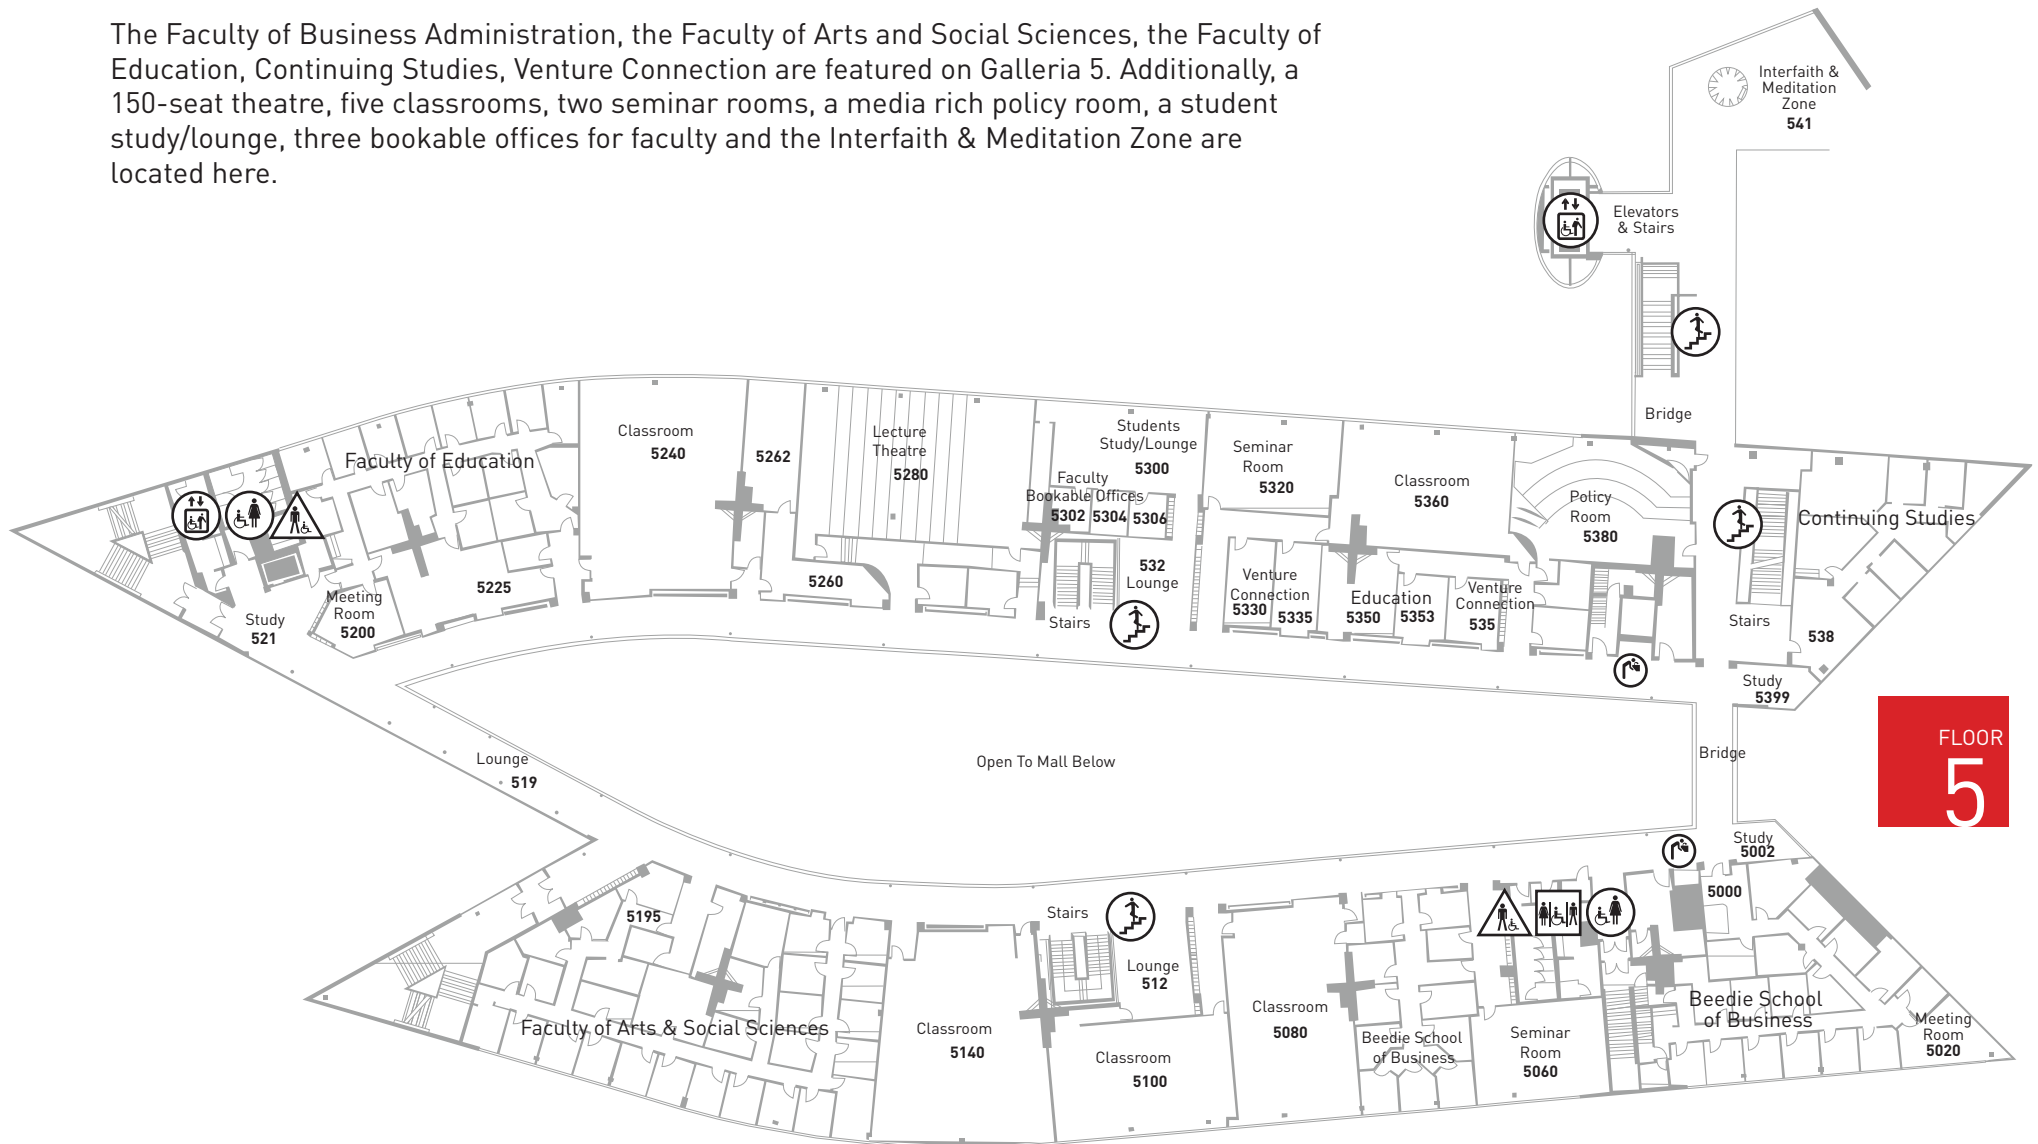 The Faculty of Business Administration, the Faculty of Arts and Social Sciences, the Faculty of
Education, Continuing Studies, Venture Connection are featured on Galleria 5. Additionally, a
150-seat theatre, five classrooms, two seminar rooms, a media rich policy room, a student
study/lounge, three bookable offices for faculty and the Interfaith & Meditation Zone are
located here.
Interfaith &
Meditation
Zone
541
Elevators
& Stairs
Bridge
Classroom
5240
5262
Lecture
Theatre
5280
Students
Study/Lounge
5300
Faculty
Bookable Offices
5302
5304
5306
Seminar
Room
5320
Classroom
5360
Policy
Room
5380
Continuing Studies
Faculty of Education
5225
Meeting
Room
5200
Study
521
5260
532
Lounge
Stairs
Venture
Connection
5330
5335
Education
5350
5353
Venture
Connection
535
Stairs
538
Study
5399
FLOOR
5
Lounge
519
Open To Mall Below
Bridge
Study
5002
5000
5195
Stairs
Lounge
512
Faculty of Arts & Social Sciences
Classroom
5140
Classroom
5100
Classroom
5080
Beedie School
of Business
Seminar
Room
5060
Beedie School
of Business
Meeting
Room
5020